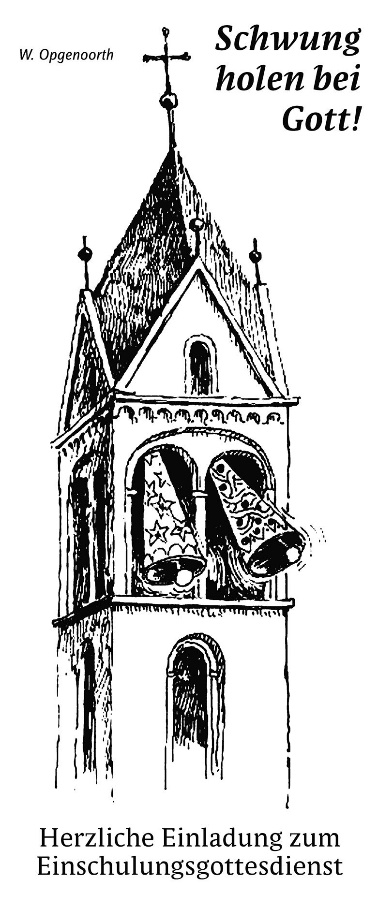 W. Opgenoorth
Schwung
holen bei
Gott!
Herzliche Einladung zum
Einschulungsgottesdienst